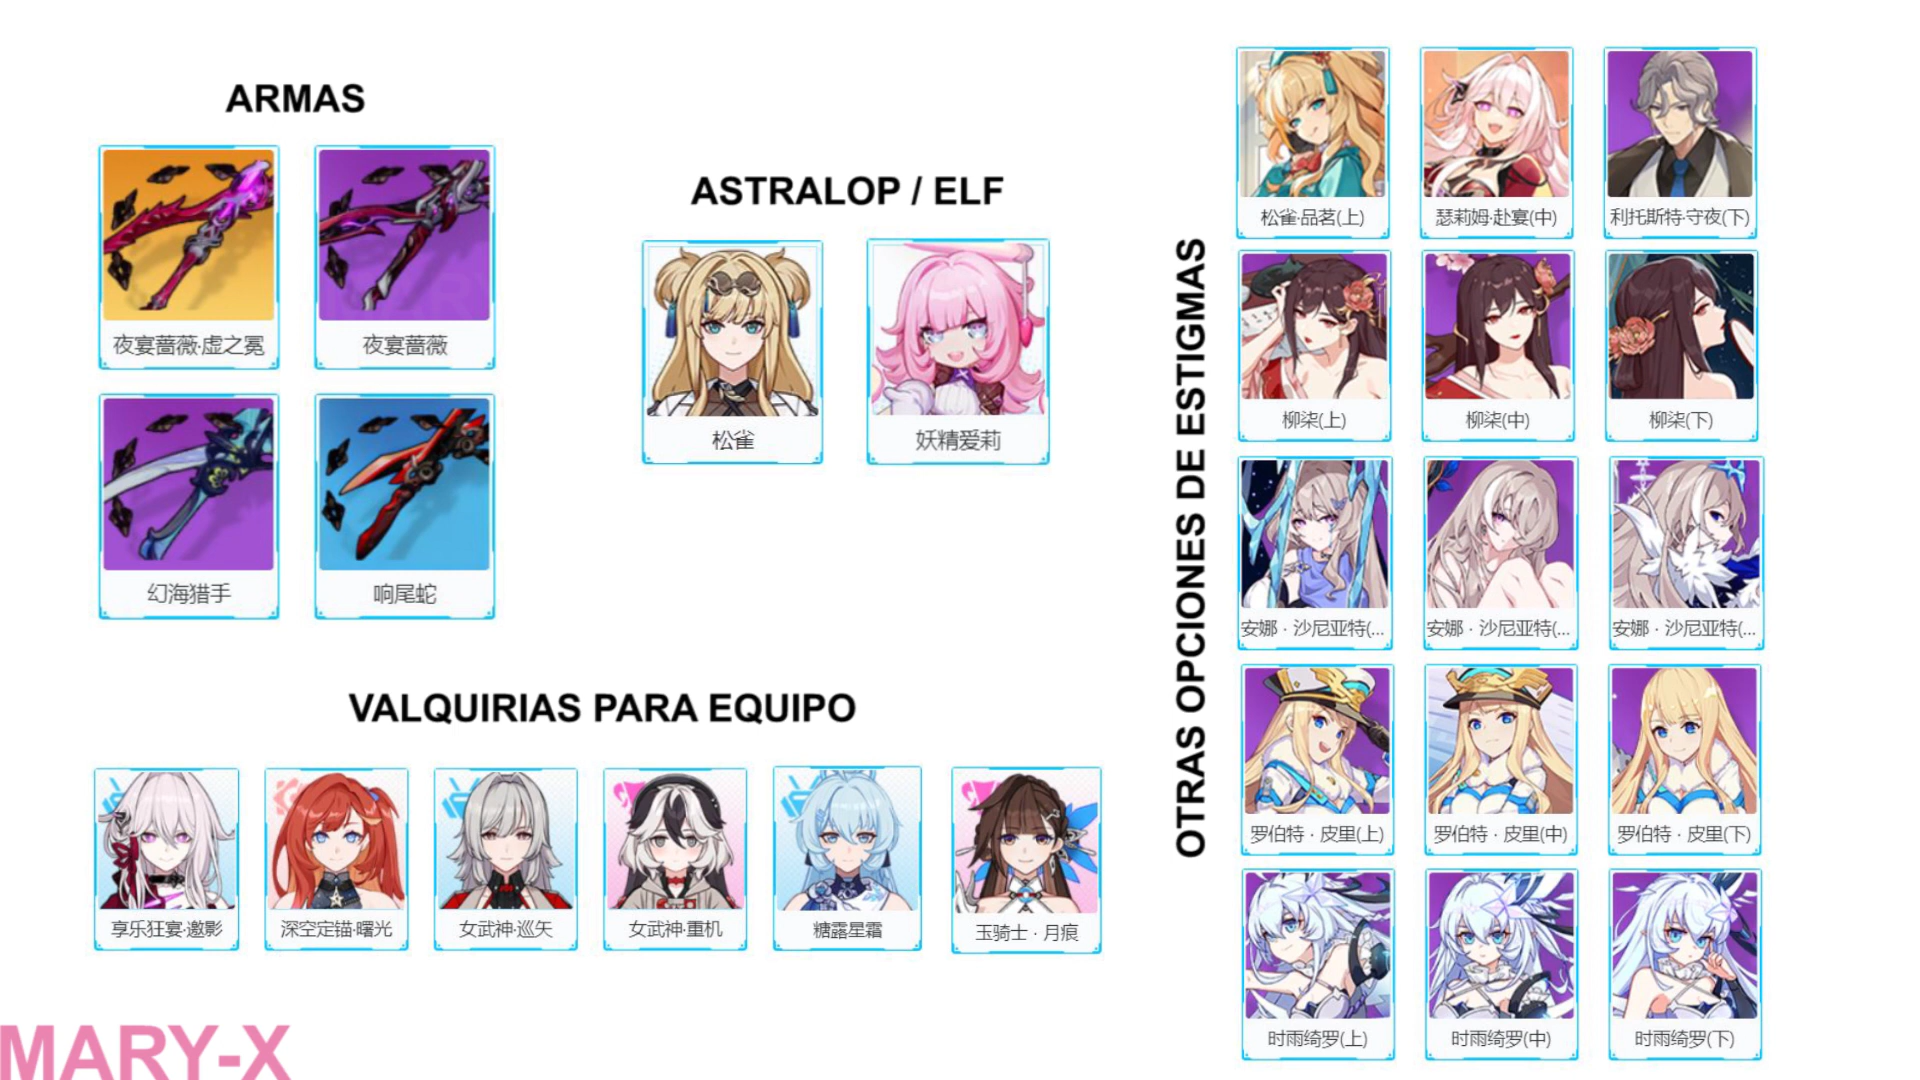 ARMAS
夜宴蔷薇·虚之冕
夜宴蔷薇
幻海猎手
响尾蛇
ASTRALOP / ELF
松雀
妖精爱莉
VALQUIRIAS PARA EQUIPO
享乐狂宴·邀影
深空定锚·曙光
女武神·巡矢
女武神·重机
糖露星霜
玉骑士·月痕
OTRAS OPCIONES DE ESTIGMAS
松雀·品茗(上)
瑟莉姆·赴宴(中)
利托斯特·守夜(下)
柳柒(上)
柳柒(中)
柳柒(下)
安娜·沙尼亚特(...
安娜·沙尼亚特(...
安娜·沙尼亚特(...
罗伯特·皮里(上)
罗伯特·皮里(中)
罗伯特·皮里(下)
时雨绮罗(上)
时雨绮罗(中)
时雨绮罗(下)
MARY-X